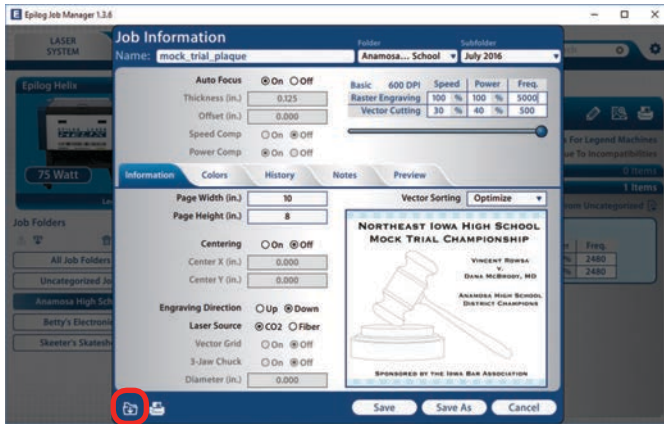 Epilog Job Manager 1.3.6
LASER
SYSTEM
Job Information
Name: mock_trial_plaque
Folder
Subfolder
Anamosa... School
July 2016
Epilog Helix
75 Watt
Job Folders
All Job Folders
Uncategorized Jo
Anamosa High Sch
Betty's Electroni
Skeeter's Skatesh
Auto Focus On Off
Thickness (in.) 0.125
Offset (in.) 0.000
Speed Comp On Off
Power Comp On Off
Basic 600 DPI Speed Power Freq.
Raster Engraving 100 % 100 % 5000
Vector Cutting 30 % 40 % 500
Information Colors History Notes Preview
Page Width (in.) 10
Page Height (in.) 8
Centering On Off
Center X (in.) 0.000
Center Y (in.) 0.000
Engraving Direction Up Down
Laser Source CO2 Fiber
Vector Grid On Off
3-Jaw Chuck On Off
Diameter (in.) 0.000
Vector Sorting Optimize
Northeast Iowa High School
Mock Trial Championship
Vincent Rowsa
v.
Dana McBrody, MD
Anamosa High School
District Champions
Sponsored by the Iowa Bar Association
For Legend Machines
ue To Incompatibilities
0 Items
1 Items
om Uncategorized
Freq.
% 2480
% 2480
Save Save As Cancel